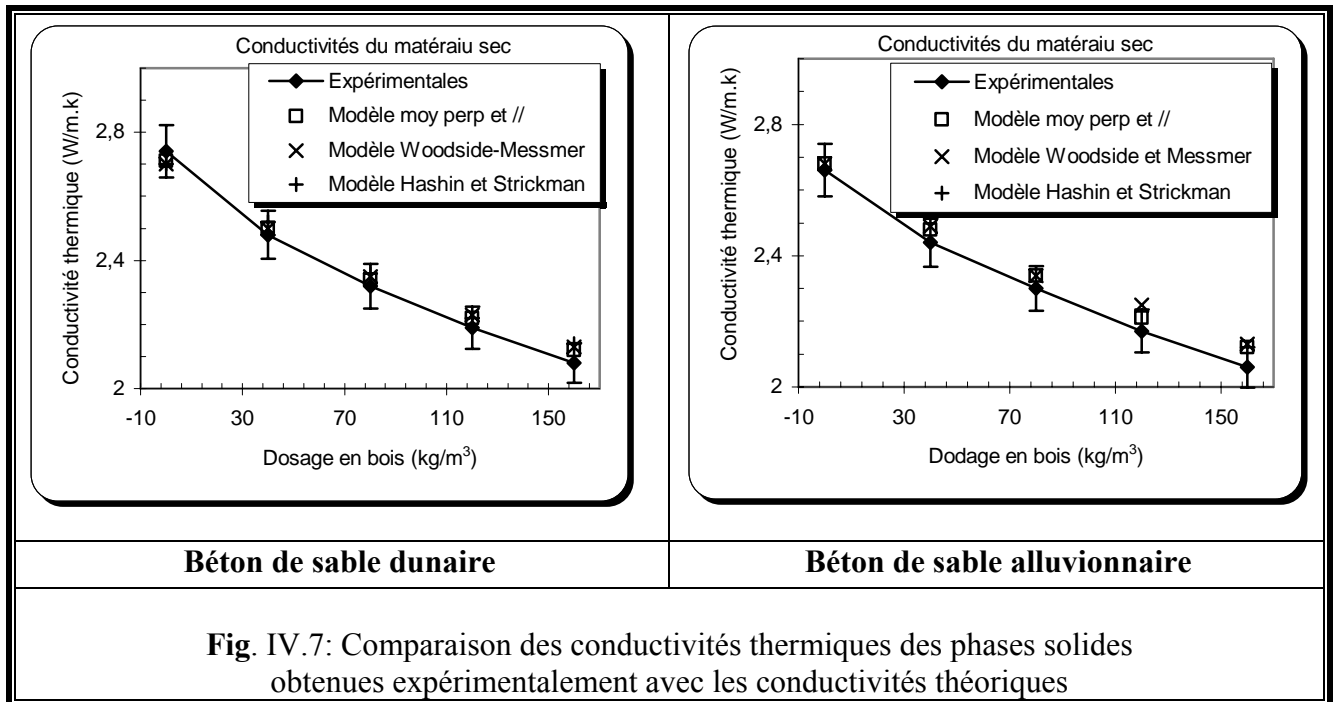 Conductivités du matéraiu sec
Expérimentales
Modèle moy perp et //
Modèle Woodside-Messmer
Modèle Hashin et Strickman
Conductivité thermique (W/m.k)
2,8
2,4
2
-10 30 70 110 150
Dosage en bois (kg/m³)
Conductivités du matéraiu sec
Expérimentales
Modèle moy perp et //
Modèle Woodside et Messmer
Modèle Hashin et Strickman
Conductivité thermique (W/m.k)
2,8
2,4
2
-10 30 70 110 150
Dodage en bois (kg/m³)
Béton de sable dunaire
Béton de sable alluvionnaire
Fig. IV.7: Comparaison des conductivités thermiques des phases solides
obtenues expérimentalement avec les conductivités théoriques